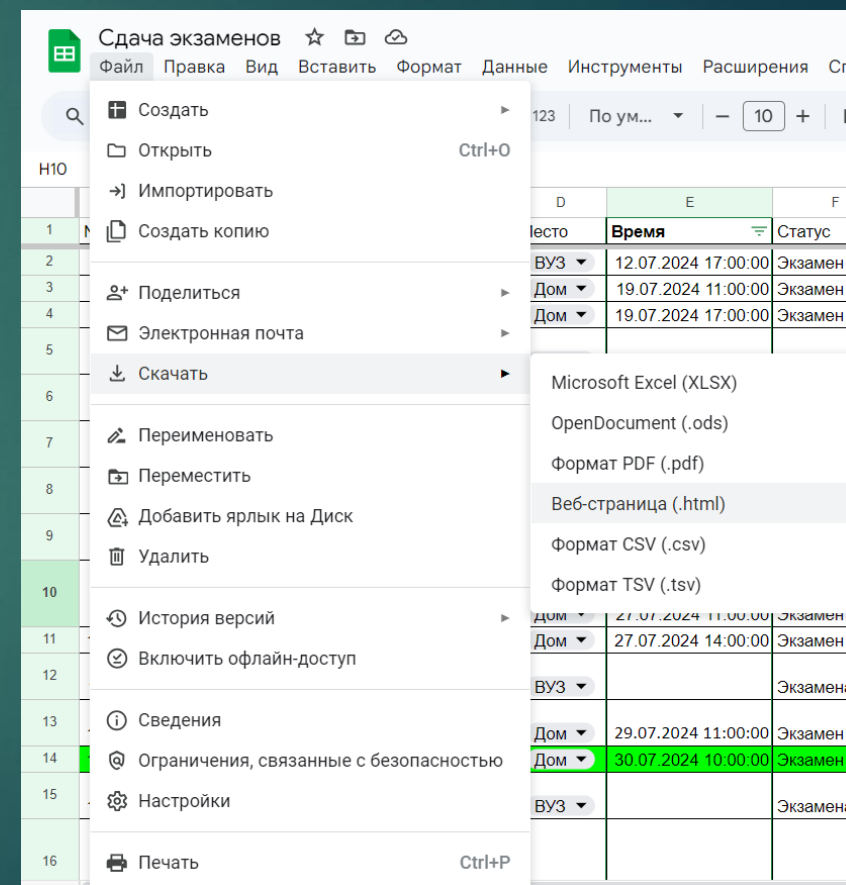 Сдача экзаменов
Файл Правка Вид Вставить Формат Данные Инструменты Расширения
123 По ум... 10
H10
D E F
1 Время Статус
2 ВУЗ 12.07.2024 17:00:00 Экзамен
3 Дом 19.07.2024 11:00:00 Экзамен
4 Дом 19.07.2024 17:00:00 Экзамен
5
6
7
8
9
10 Дом 27.07.2024 11:00:00 Экзамен
11 Дом 27.07.2024 14:00:00 Экзамен
12 ВУЗ
13 Дом 29.07.2024 11:00:00 Экзамен
14 Дом 30.07.2024 10:00:00 Экзамен
15 ВУЗ
16
Создать
Открыть Ctrl+O
Импортировать
Создать копию
Поделиться
Электронная почта
Скачать
Переименовать
Переместить
Добавить ярлык на Диск
Удалить
История версий
Включить офлайн-доступ
Сведения
Ограничения, связанные с безопасностью
Настройки
Печать Ctrl+P
Microsoft Excel (XLSX)
OpenDocument (.ods)
Формат PDF (.pdf)
Веб-страница (.html)
Формат CSV (.csv)
Формат TSV (.tsv)